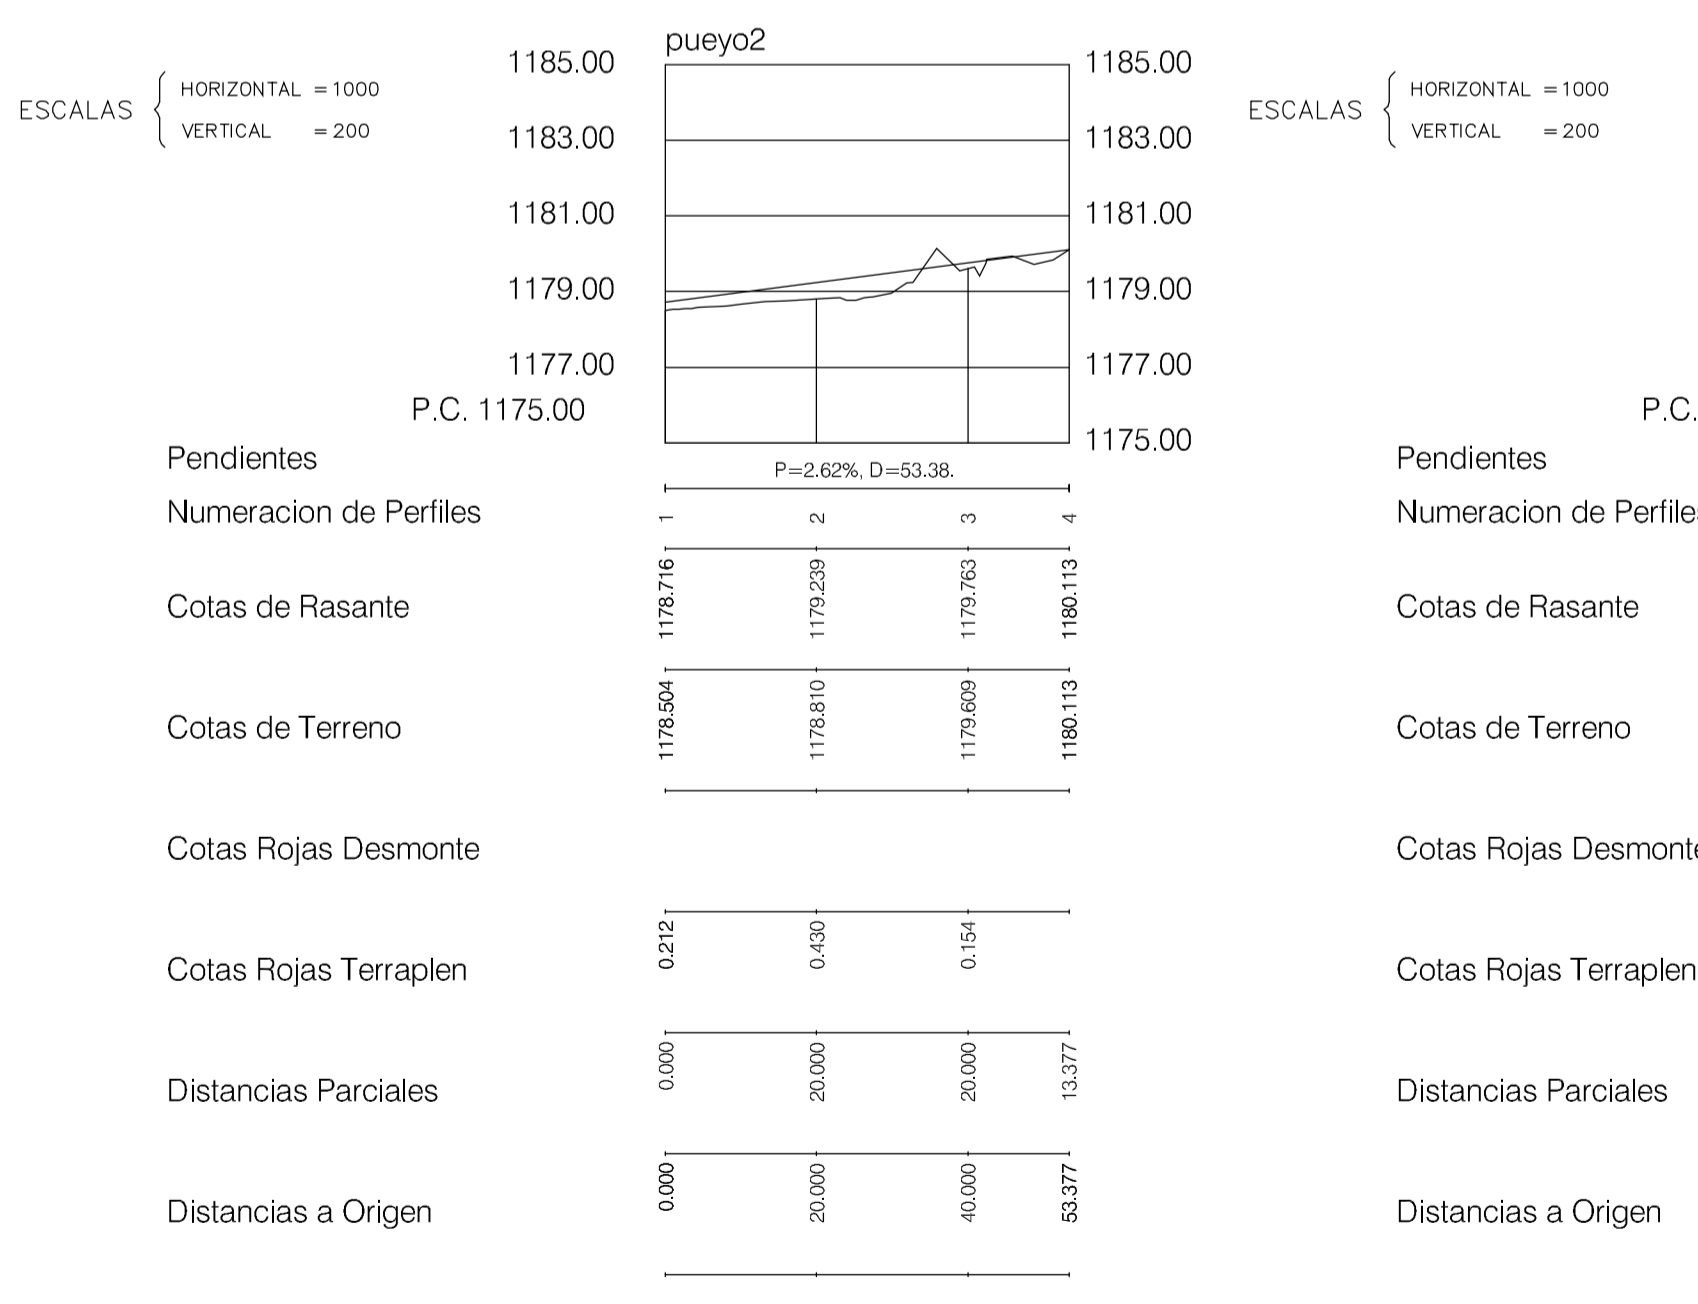 pueyo2
ESCALAS HORIZONTAL = 1000
VERTICAL = 200
1185.00 1185.00
1183.00 1183.00
1181.00 1181.00
1179.00 1179.00
1177.00 1177.00
P.C. 1175.00 1175.00
Pendientes P=2.62%, D=53.38.
Numeracion de Perfiles 1 2 3 4
Cotas de Rasante 1178.716 1179.239 1179.763 1180.113
Cotas de Terreno 1178.504 1178.810 1179.609 1180.113
Cotas Rojas Desmonte
Cotas Rojas Terraplen 0.212 0.430 0.154
Distancias Parciales 0.000 20.000 20.000 13.377
Distancias a Origen 0.000 20.000 40.000 53.377
ESCALAS HORIZONTAL = 1000
VERTICAL = 200
P.C.
Pendientes
Numeracion de Perfiles
Cotas de Rasante
Cotas de Terreno
Cotas Rojas Desmonte
Cotas Rojas Terraplen
Distancias Parciales
Distancias a Origen